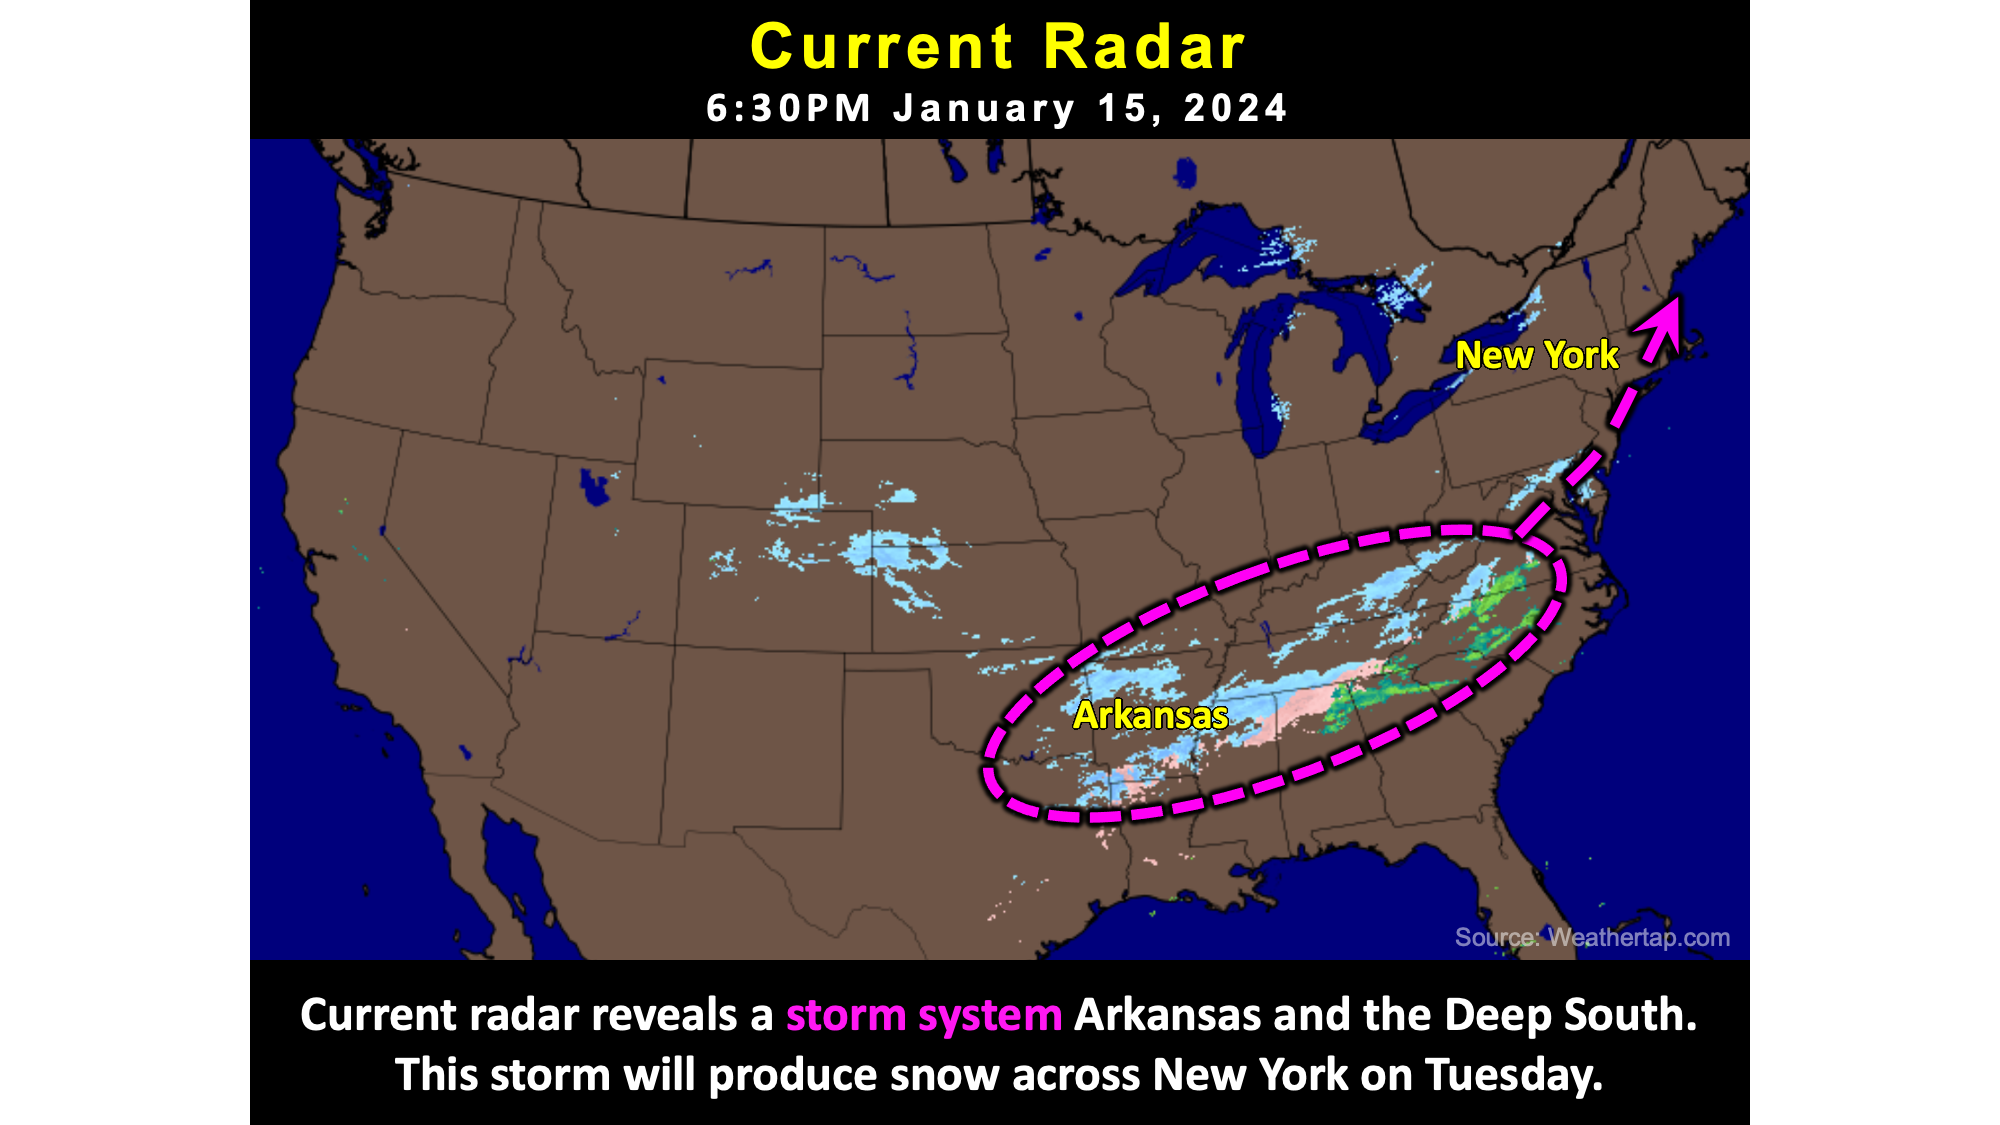 Current Radar
6:30PM January 15, 2024
New York
Arkansas
Source: Weathertap.com
Current radar reveals a storm system Arkansas and the Deep South.
This storm will produce snow across New York on Tuesday.